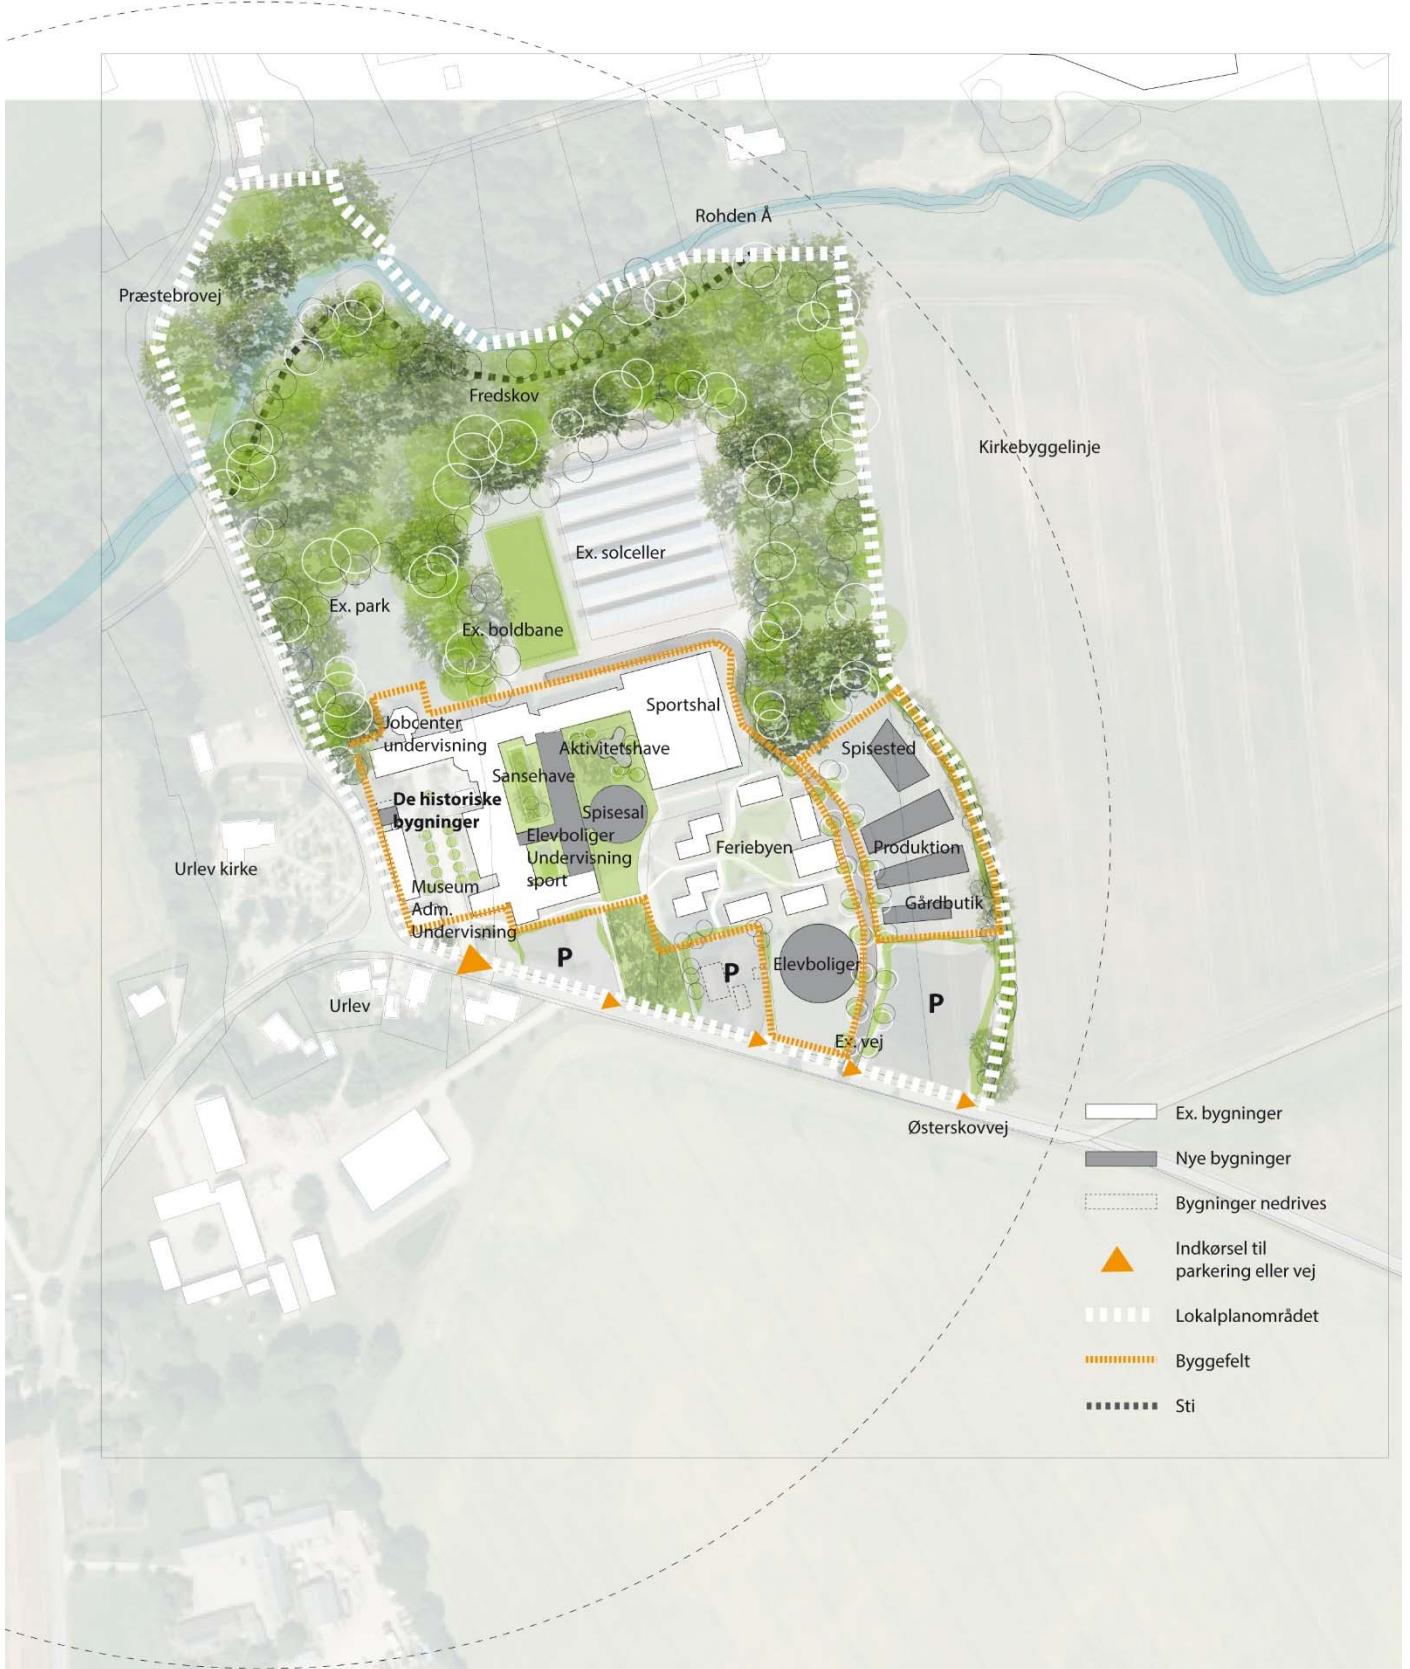 Rohden Å
Præstebrovej
Fredskov
Kirkebyggelinje
Ex. solceller
Ex. park
Ex. boldbane
Sportshal
Jobcenter
undervisning
Aktivitetshave
Spisested
Sansehave
De historiske
bygninger
Spisesal
Elevboliger
Undervisning
sport
Feriebyen
Produktion
Urlev kirke
Museum
Adm.
Undervisning
Gårdbutik
P
P
Elevboliger
P
Urlev
Ex. vej
Østerskovvej
Ex. bygninger
Nye bygninger
Bygninger nedrives
Indkørsel til
parkering eller vej
Lokalplanområdet
Byggefelt
Sti